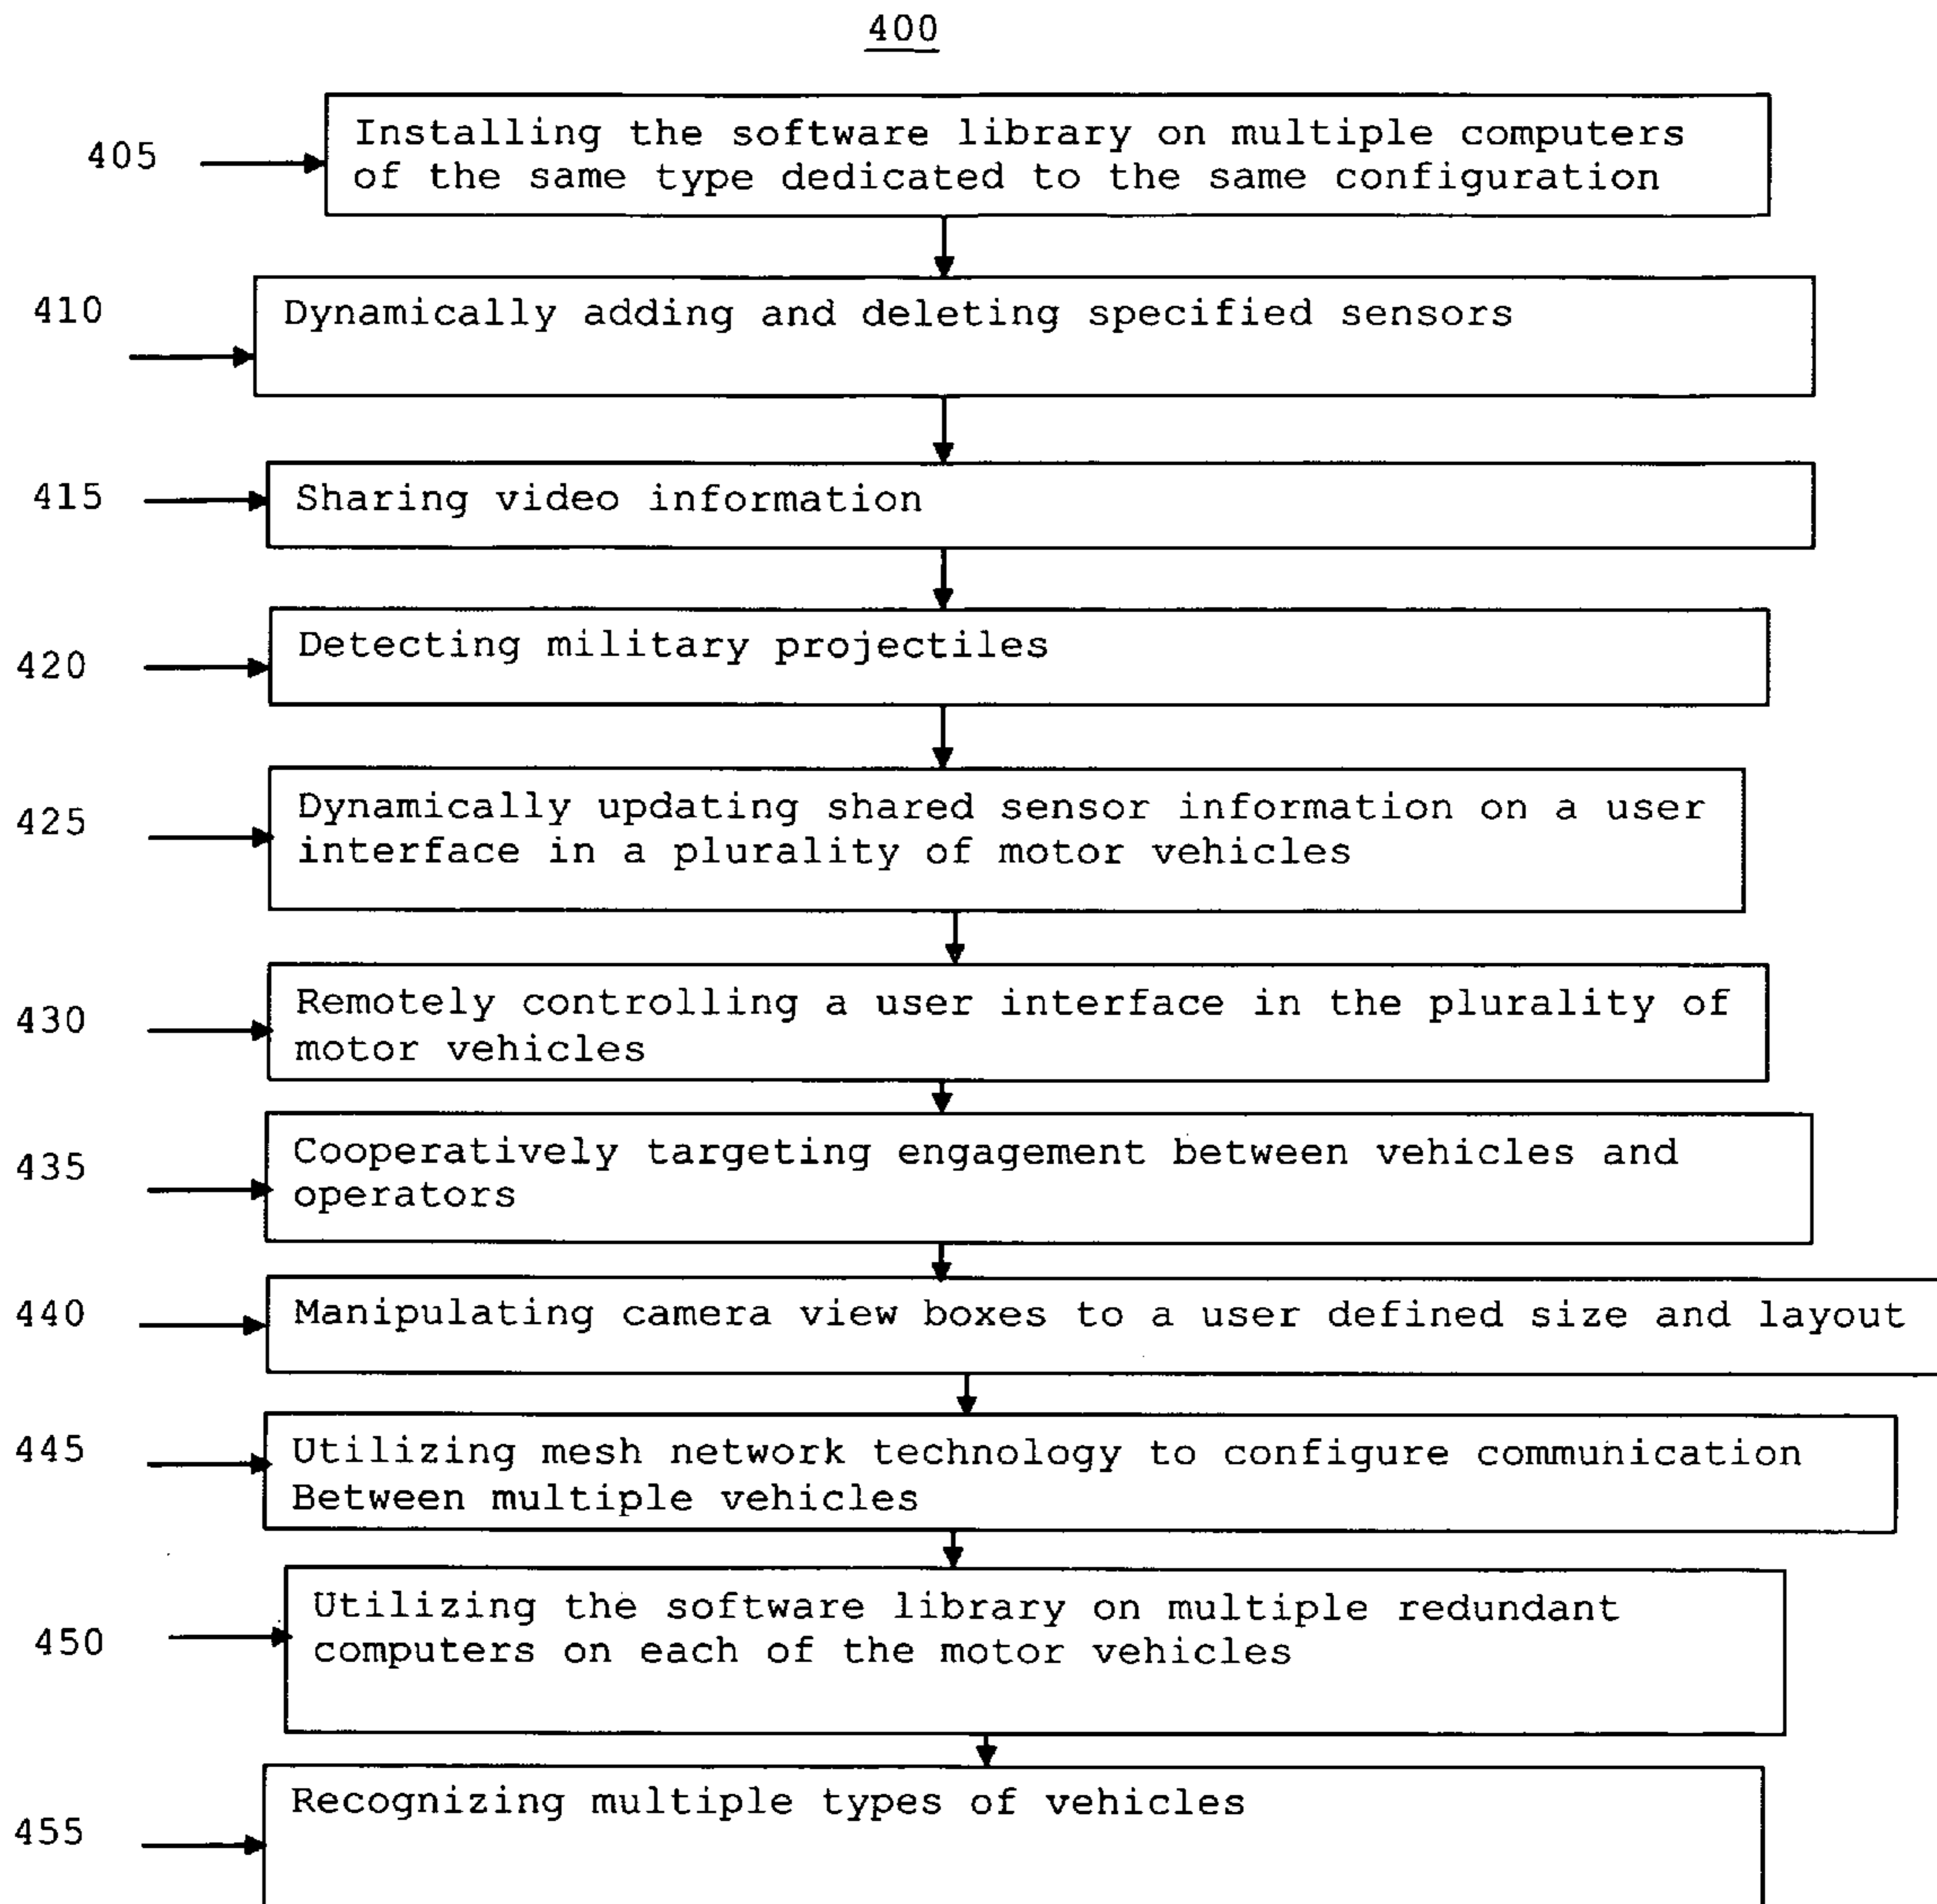 400
405
Installing the software library on multiple computers
of the same type dedicated to the same configuration
410
Dynamically adding and deleting specified sensors
415
Sharing video information
420
Detecting military projectiles
425
Dynamically updating shared sensor information on a user
interface in a plurality of motor vehicles
430
Remotely controlling a user interface in the plurality of
motor vehicles
435
Cooperatively targeting engagement between vehicles and
operators
440
Manipulating camera view boxes to a user defined size and layout
445
Utilizing mesh network technology to configure communication
Between multiple vehicles
450
Utilizing the software library on multiple redundant
computers on each of the motor vehicles
455
Recognizing multiple types of vehicles